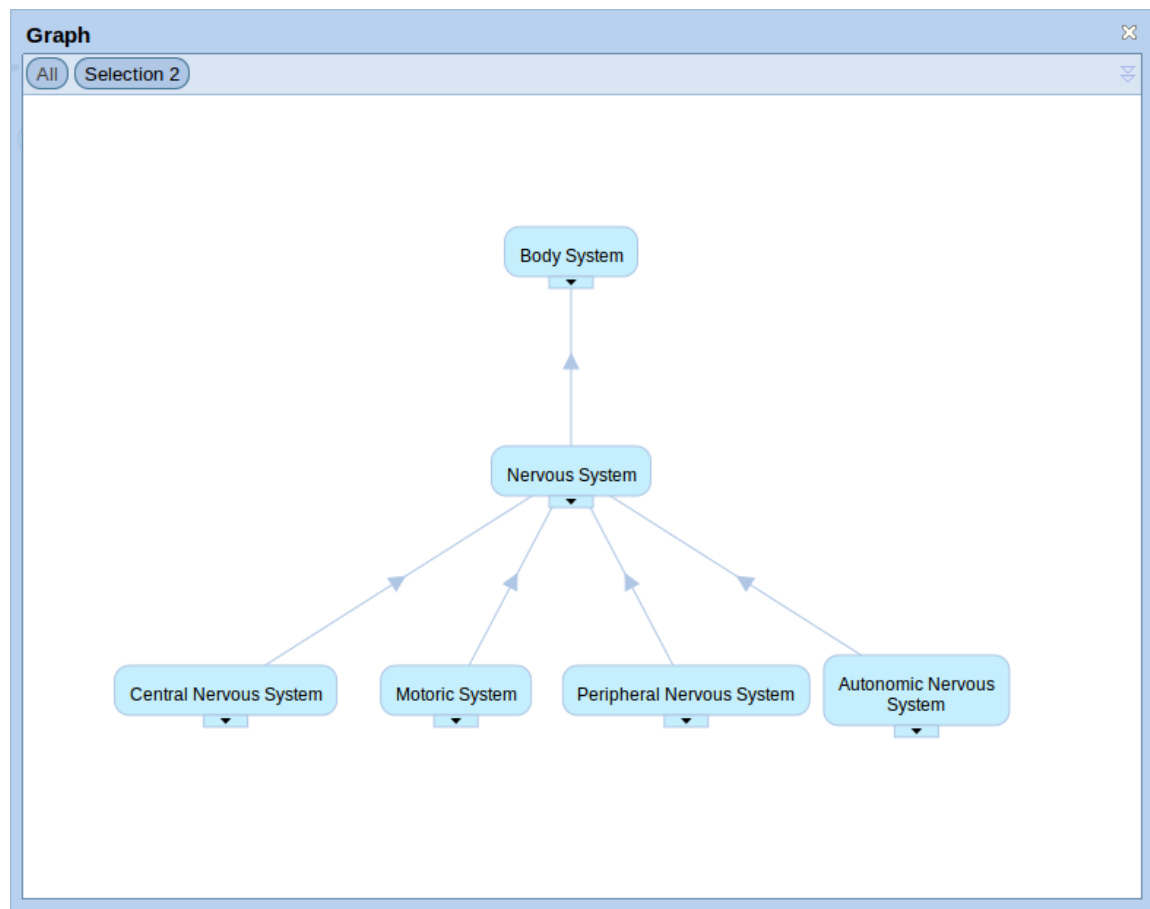 Graph
All
Selection 2
Body System
Nervous System
Central Nervous System
Motoric System
Peripheral Nervous System
Autonomic Nervous
System